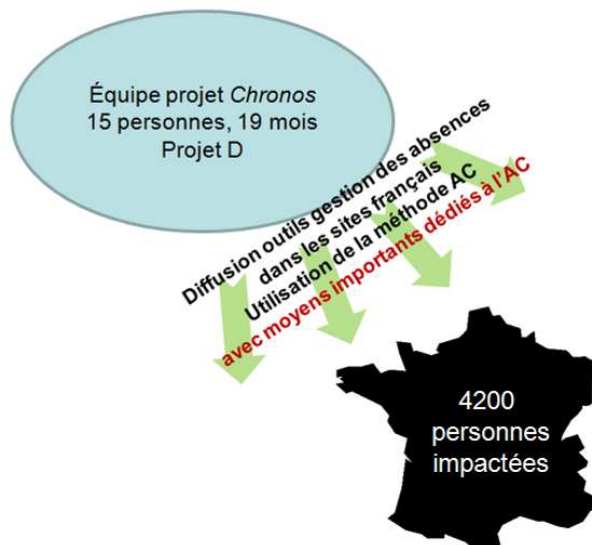 Équipe projet Chronos
15 personnes, 19 mois
Projet D
Diffusion outils gestion des absences
dans les sites français
Utilisation de la méthode AC
avec moyens importants dédiés à l'AC
4200
personnes
impactées